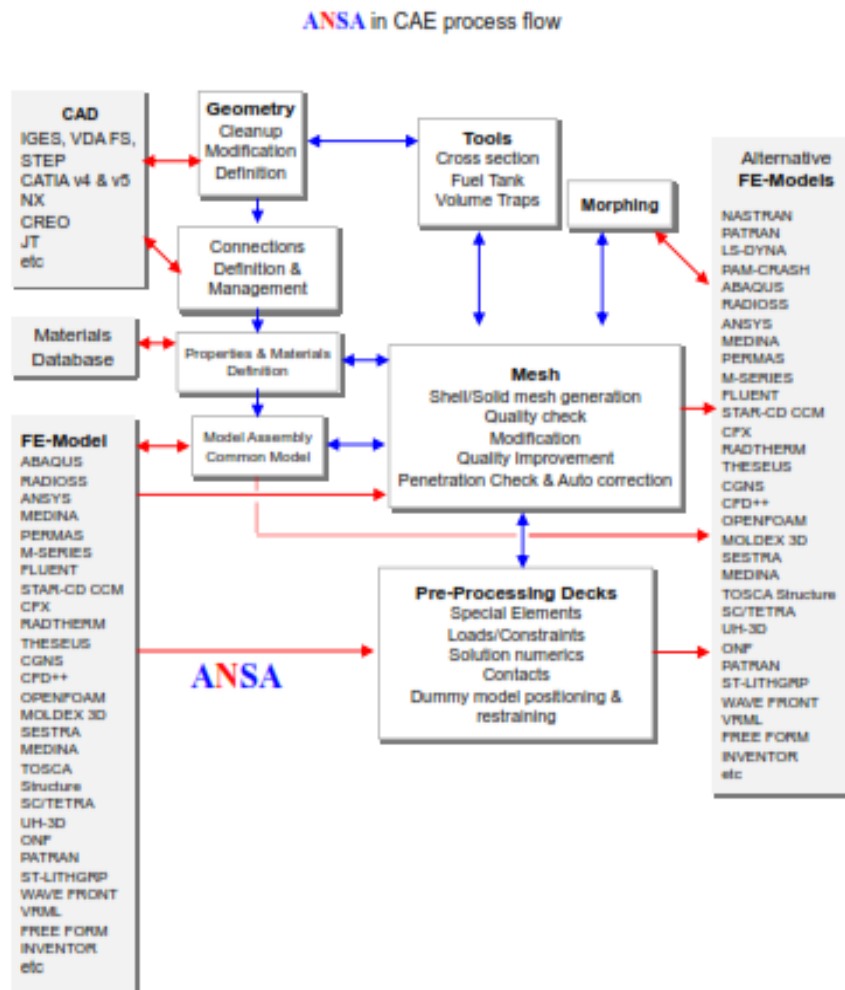 ANSA in CAE process flow
CAD
IGES, VDA FS,
STEP
CATIA v4 & v5
NX
CREO
JT
etc
Geometry
Cleanup
Modification
Definition
Tools
Cross section
Fuel Tank
Volume Traps
Morphing
Connections
Definition &
Management
Materials
Database
Properties & Materials
Definition
Model Assembly
Common Model
Mesh
Shell/Solid mesh generation
Quality check
Modification
Quality Improvement
Penetration Check & Auto correction
Pre-Processing Decks
Special Elements
Loads/Constraints
Solution numerics
Contacts
Dummy model positioning &
restraining
ANSA
FE-Model
ABAQUS
RADIOSS
ANSYS
MEDINA
PERMAS
M-SERIES
FLUENT
STAR-CD CCM
CFX
RADTHERM
THESEUS
CGNS
CFD++
OPENFOAM
MOLDEX 3D
SESTRA
MEDINA
TOSCA
Structure
SC/TETRA
UH-3D
ONF
PATRAN
ST-LITHGRP
WAVE FRONT
VRML
FREE FORM
INVENTOR
etc
Alternative
FE-Models
NASTRAN
PATRAN
LS-DYNA
PAM-CRASH
ABAQUS
RADIOSS
ANSYS
MEDINA
PERMAS
M-SERIES
FLUENT
STAR-CD CCM
CFX
RADTHERM
THESEUS
CGNS
CFD++
OPENFOAM
MOLDEX 3D
SESTRA
MEDINA
TOSCA Structure
SC/TETRA
UH-3D
ONF
PATRAN
ST-LITHGRP
WAVE FRONT
VRML
FREE FORM
INVENTOR
etc